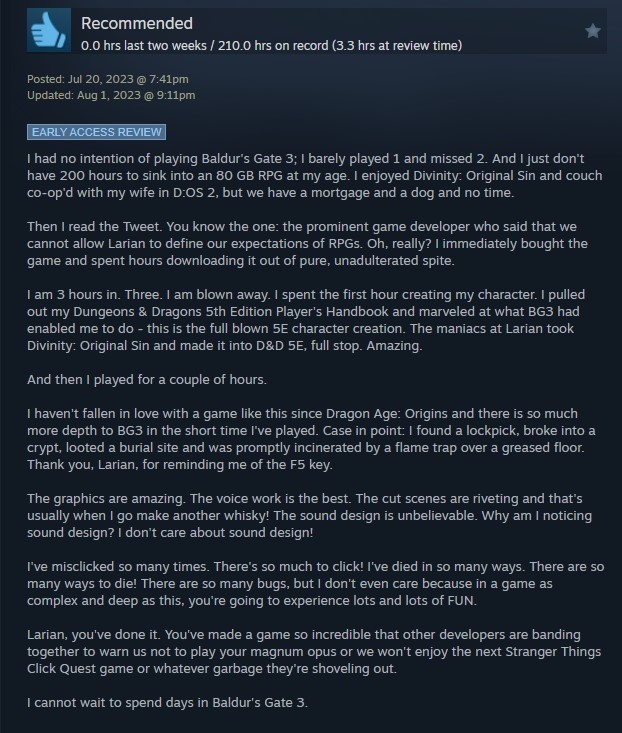 Recommended
0.0 hrs last two weeks / 210.0 hrs on record (3.3 hrs at review time)
Posted: Jul 20, 2023 @ 7:41pm
Updated: Aug 1, 2023 @ 9:11pm
EARLY ACCESS REVIEW
I had no intention of playing Baldur's Gate 3; I barely played 1 and missed 2. And I just don't
have 200 hours to sink into an 80 GB RPG at my age. I enjoyed Divinity: Original Sin and couch
co-op'd with my wife in D:OS 2, but we have a mortgage and a dog and no time.
Then I read the Tweet. You know the one: the prominent game developer who said that we
cannot allow Larian to define our expectations of RPGs. Oh, really? I immediately bought the
game and spent hours downloading it out of pure, unadulterated spite.
I am 3 hours in. Three. I am blown away. I spent the first hour creating my character. I pulled
out my Dungeons & Dragons 5th Edition Player's Handbook and marveled at what BG3 had
enabled me to do - this is the full blown 5E character creation. The maniacs at Larian took
Divinity: Original Sin and made it into D&D 5E, full stop. Amazing.
And then I played for a couple of hours.
I haven't fallen in love with a game like this since Dragon Age: Origins and there is so much
more depth to BG3 in the short time I've played. Case in point: I found a lockpick, broke into a
crypt, looted a burial site and was promptly incinerated by a flame trap over a greased floor.
Thank you, Larian, for reminding me of the F5 key.
The graphics are amazing. The voice work is the best. The cut scenes are riveting and that's
usually when I go make another whisky! The sound design is unbelievable. Why am I noticing
sound design? I don't care about sound design!
I've misclicked so many times. There's so much to click! I've died in so many ways. There are so
many ways to die! There are so many bugs, but I don't even care because in a game as
complex and deep as this, you're going to experience lots and lots of FUN.
Larian, you've done it. You've made a game so incredible that other developers are banding
together to warn us not to play your magnum opus or we won't enjoy the next Stranger Things
Click Quest game or whatever garbage they're shoveling out.
I cannot wait to spend days in Baldur's Gate 3.